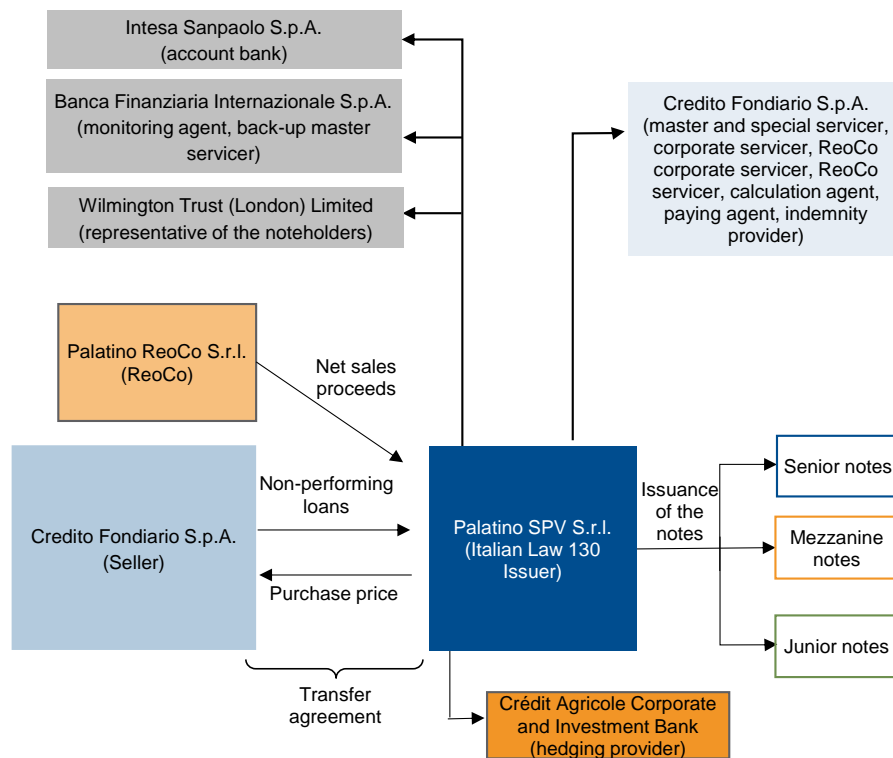 Intesa Sanpaolo S.p.A.
(account bank)
Banca Finanziaria Internazionale S.p.A.
(monitoring agent, back-up master
servicer)
Wilmington Trust (London) Limited
(representative of the noteholders)
Credito Fondiario S.p.A.
(master and special servicer,
corporate servicer, ReoCo
corporate servicer, ReoCo
servicer, calculation agent,
paying agent, indemnity
provider)
Palatino ReoCo S.r.l.
(ReoCo)
Net sales
proceeds
Credito Fondiario S.p.A.
(Seller)
Non-performing
loans
Purchase price
Transfer
agreement
Palatino SPV S.r.l.
(Italian Law 130
Issuer)
Issuance
of the
notes
Senior notes
Mezzanine
notes
Junior notes
Crédit Agricole Corporate
and Investment Bank
(hedging provider)